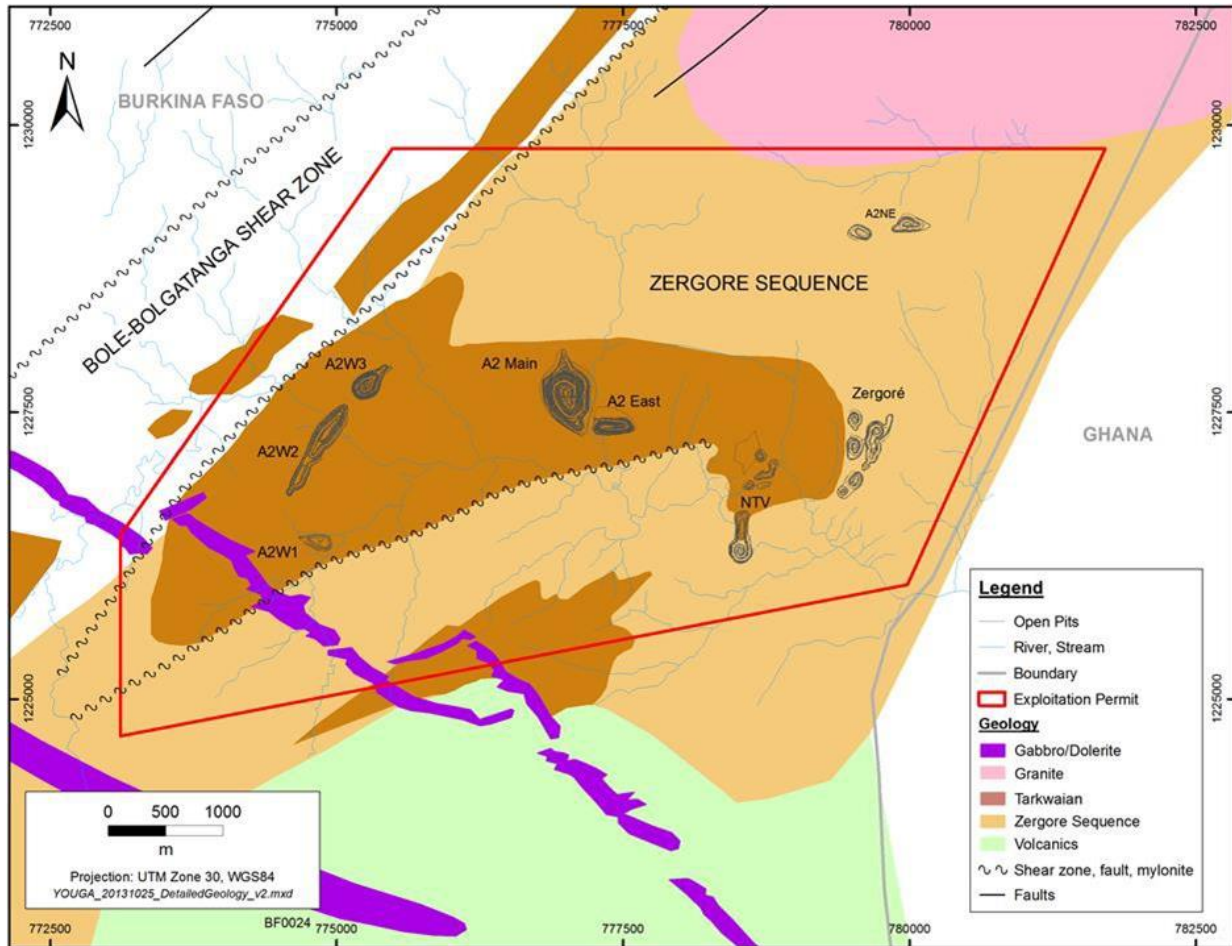 772500
775000
777500
780000
782500
N
BURKINA FASO
1230000
1230000
BOLE-BOLGATANGA SHEAR ZONE
A2NE
ZERGORE SEQUENCE
A2W3
A2 Main
A2 East
Zergoré
1227500
1227500
GHANA
A2W2
NTV
A2W1
1225000
1225000
Legend
Open Pits
River, Stream
Boundary
Exploitation Permit
Geology
Gabbro/Dolerite
Granite
Tarkwaian
Zergore Sequence
Volcanics
Shear zone, fault, mylonite
Faults
0 500 1000
m
Projection: UTM Zone 30, WGS84
YOUGA_20131025_DetailedGeology_v2.mxd
BF0024
772500
775000
777500
780000
782500